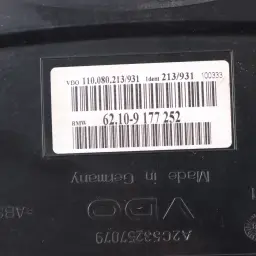 VDO 110.080.213/931 Ident 213/931 100333
BMW 62.10-9 177 252
Made in Germany
VDO
A2C53257079